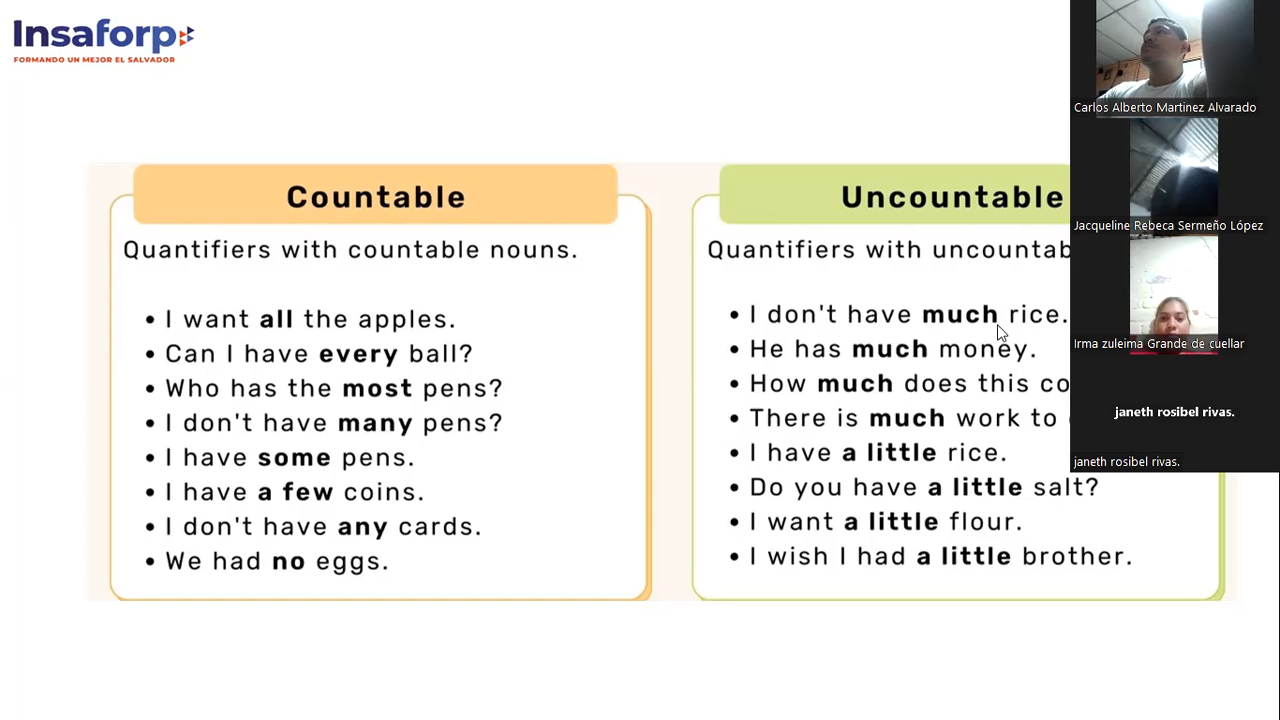 Insaforp
FORMANDO UN MEJOR EL SALVADOR
Countable
Quantifiers with countable nouns.
• I want all the apples.
• Can I have every ball?
• Who has the most pens?
• I don't have many pens?
• I have some pens.
• I have a few coins.
• I don't have any cards.
• We had no eggs.
Uncountable
Quantifiers with uncountab
• I don't have much rice.
• He has much money.
• How much does this co
• There is much work to
• I have a little rice.
• Do you have a little salt?
• I want a little flour.
• I wish I had a little brother.
Carlos Alberto Martinez Alvarado
Jacqueline Rebeca Sermeño López
Irma zuleima Grande de cuellar
janeth rosibel rivas.
janeth rosibel rivas.